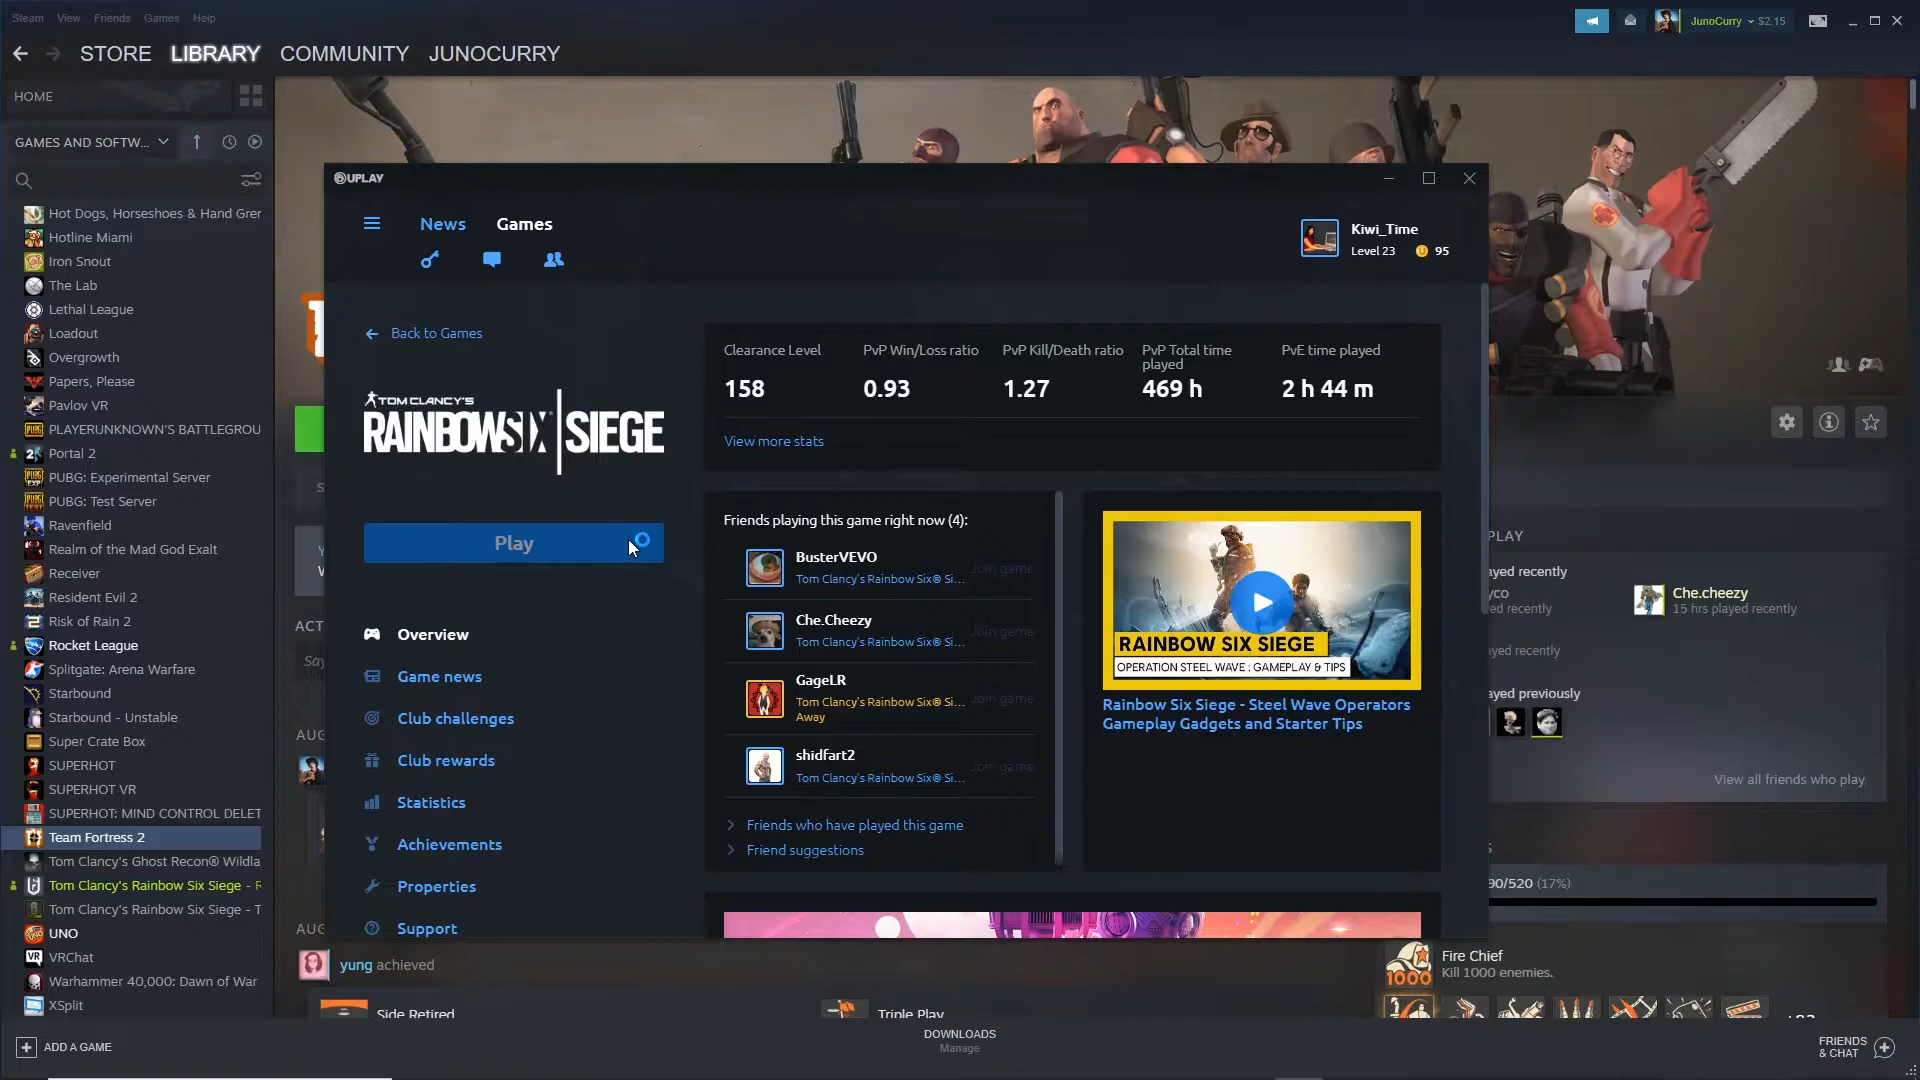 Steam View Friends Games Help
JunoCurry $2.15
STORE LIBRARY COMMUNITY JUNOCURRY
HOME
GAMES AND SOFTW...
Hot Dogs, Horseshoes & Hand Gren
Hotline Miami
Iron Snout
The Lab
Lethal League
Loadout
Overgrowth
Papers, Please
Pavlov VR
PLAYERUNKNOWN'S BATTLEGROU
Portal 2
PUBG: Experimental Server
PUBG: Test Server
Ravenfield
Realm of the Mad God Exalt
Receiver
Resident Evil 2
Risk of Rain 2
Rocket League
Splitgate: Arena Warfare
Starbound
Starbound - Unstable
Super Crate Box
SUPERHOT
SUPERHOT VR
SUPERHOT: MIND CONTROL DELET
Team Fortress 2
Tom Clancy's Ghost Recon® Wildla
Tom Clancy's Rainbow Six Siege - R
Tom Clancy's Rainbow Six Siege - T
UNO
VRChat
Warhammer 40,000: Dawn of War
XSplit
ADD A GAME
UPLAY
News Games
Kiwi_Time
Level 23 95
Back to Games
TOM CLANCY'S
RAINBOWSIX SIEGE
Play
Overview
Game news
Club challenges
Club rewards
Statistics
Achievements
Properties
Support
Clearance Level
158
PvP Win/Loss ratio
0.93
PvP Kill/Death ratio
1.27
PvP Total time
played
469 h
PvE time played
2 h 44 m
View more stats
Friends playing this game right now (4):
BusterVEVO
Tom Clancy's Rainbow Six® Si... Join game
Che.Cheezy
Tom Clancy's Rainbow Six® Si... Join game
GageLR
Tom Clancy's Rainbow Six® Si... Join game
Away
shidfart2
Tom Clancy's Rainbow Six® Si... Join game
Friends who have played this game
Friend suggestions
RAINBOW SIX SIEGE
OPERATION STEEL WAVE : GAMEPLAY & TIPS
Rainbow Six Siege - Steel Wave Operators
Gameplay Gadgets and Starter Tips
PLAY
ayed recently
yco
ed recently
Che.cheezy
15 hrs played recently
ayed recently
ayed previously
View all friends who play
90/520 (17%)
ACT
Say
AUG
AUG
yung achieved
Side Retired
Triple Play
1000
Fire Chief
Kill 1000 enemies.
DOWNLOADS
Manage
FRIENDS
& CHAT